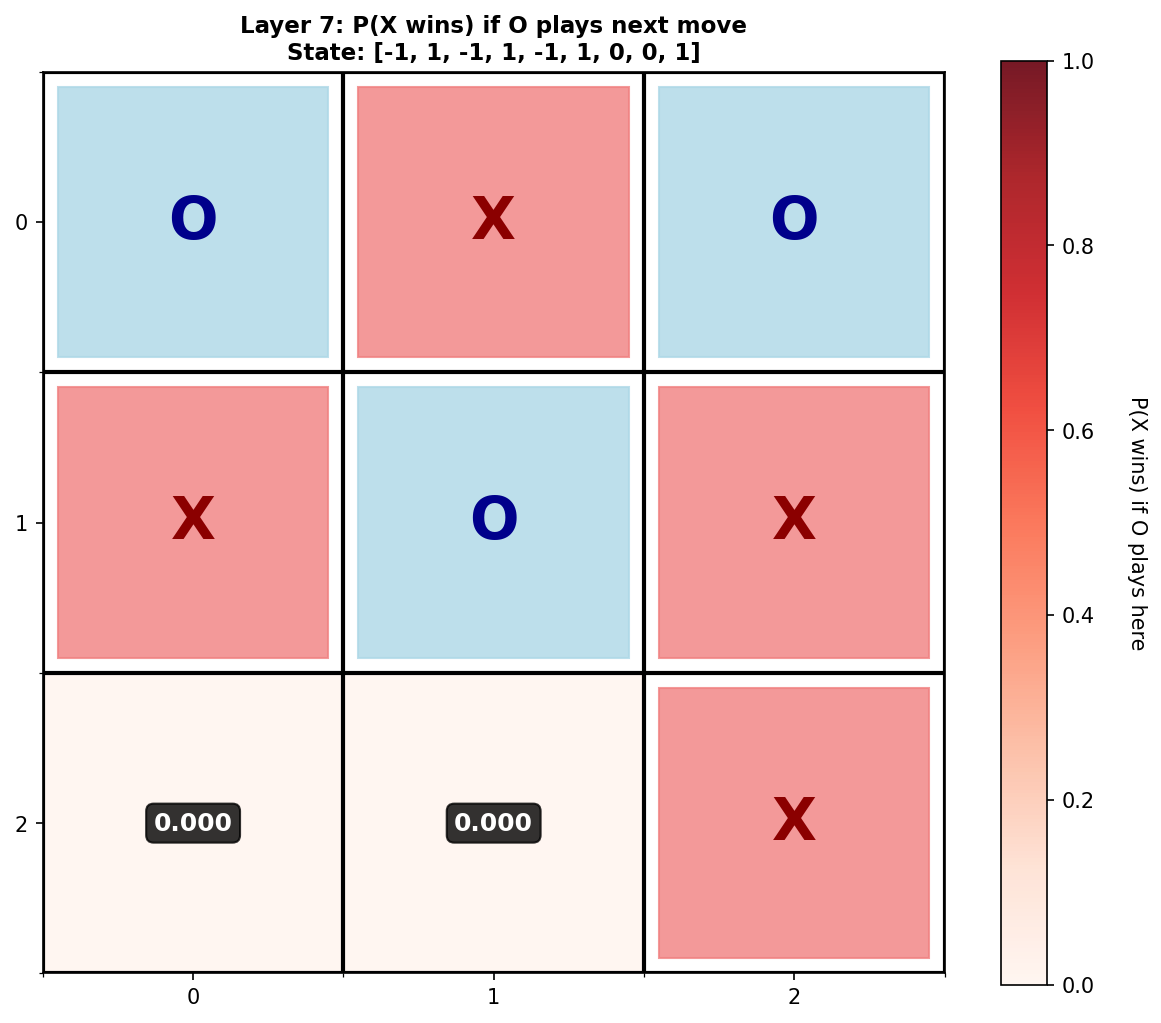 Layer 7: P(X wins) if O plays next move
State: [-1, 1, -1, 1, -1, 1, 0, 0, 1]
0
O
X
O
1
X
O
X
2
0.000
0.000
X
0
1
2
1.0
0.8
0.6
0.4
0.2
0.0
P(X wins) if O plays here